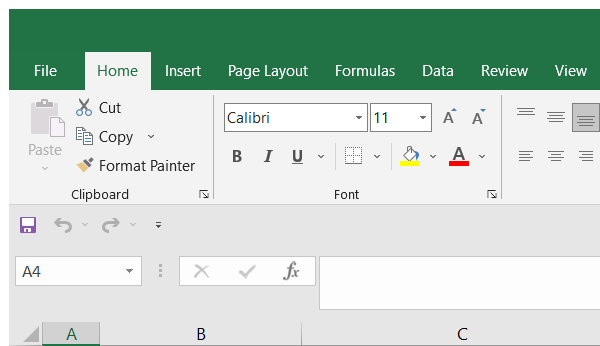 File Home Insert Page Layout Formulas Data Review View
Cut
Calibri 11 A A
Copy
Paste
Format Painter
B I U A
Clipboard Font
A4 fx
A B C